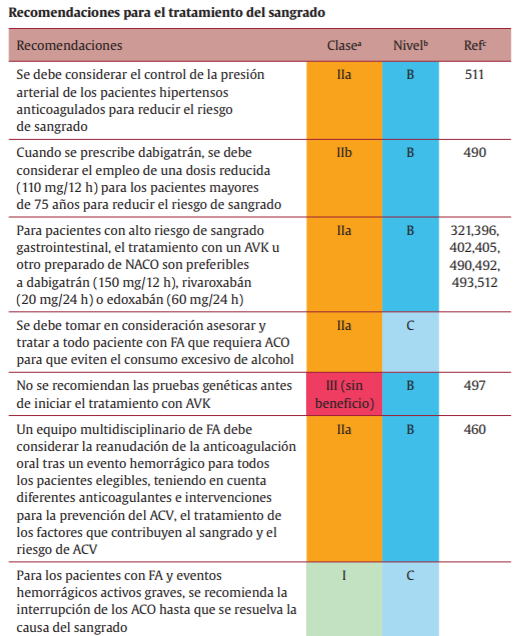 Recomendaciones para el tratamiento del sangrado
Recomendaciones Claseᵃ Nivelᵇ Refᶜ
Se debe considerar el control de la presión IIa B 511
arterial de los pacientes hipertensos
anticoagulados para reducir el riesgo
de sangrado
Cuando se prescribe dabigatrán, se debe IIb B 490
considerar el empleo de una dosis reducida
(110 mg/12 h) para los pacientes mayores
de 75 años para reducir el riesgo de sangrado
Para pacientes con alto riesgo de sangrado IIa B 321,396,
gastrointestinal, el tratamiento con un AVK u 402,405,
otro preparado de NACO son preferibles 490,492,
a dabigatrán (150 mg/12 h), rivaroxabán 493,512
(20 mg/24 h) o edoxabán (60 mg/24 h)
Se debe tomar en consideración asesorar y IIa C
tratar a todo paciente con FA que requiera ACO
para que eviten el consumo excesivo de alcohol
No se recomiendan las pruebas genéticas antes III (sin B 497
de iniciar el tratamiento con AVK beneficio)
Un equipo multidisciplinario de FA debe IIa B 460
considerar la reanudación de la anticoagulación
oral tras un evento hemorrágico para todos
los pacientes elegibles, teniendo en cuenta
diferentes anticoagulantes e intervenciones
para la prevención del ACV, el tratamiento de
los factores que contribuyen al sangrado y el
riesgo de ACV
Para los pacientes con FA y eventos I C
hemorrágicos activos graves, se recomienda la
interrupción de los ACO hasta que se resuelva la
causa del sangrado